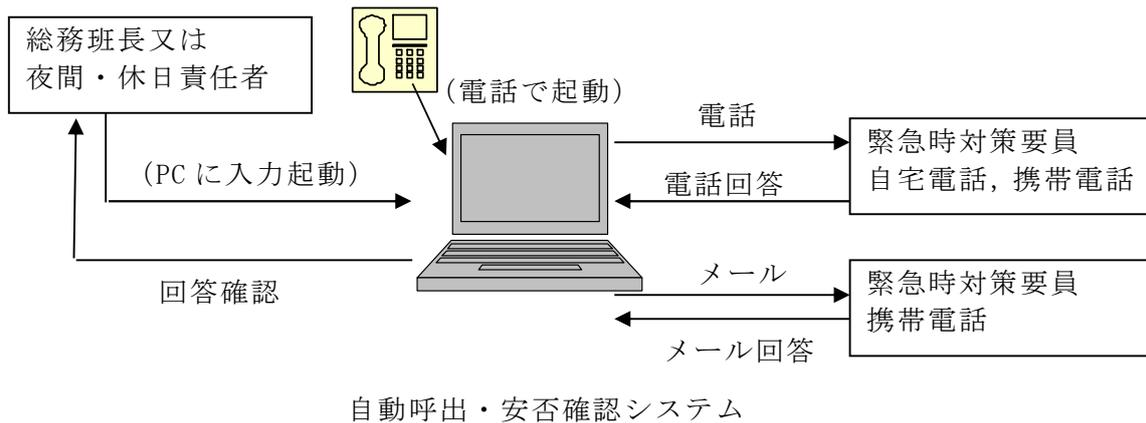 総務班長又は
夜間・休日責任者
(電話で起動)
(PCに入力起動)
回答確認
電話
電話回答
緊急時対策要員
自宅電話，携帯電話
メール
メール回答
緊急時対策要員
携帯電話
自動呼出・安否確認システム